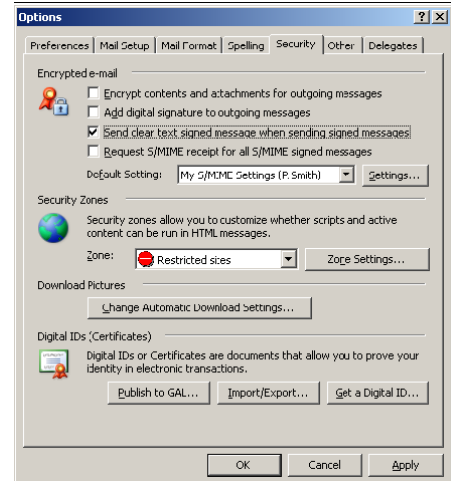 Options
Preferences Mail Setup Mail Format Spelling Security Other Delegates
Encrypted e-mail
Encrypt contents and attachments for outgoing messages
Add digital signature to outgoing messages
Send clear text signed message when sending signed messages
Request S/MIME receipt for all S/MIME signed messages
Default Setting: My S/MIME Settings (P. Smith) Settings...
Security Zones
Security zones allow you to customize whether scripts and active
content can be run in HTML messages.
Zone: Restricted sites Zone Settings...
Download Pictures
Change Automatic Download Settings...
Digital IDs (Certificates)
Digital IDs or Certificates are documents that allow you to prove your
identity in electronic transactions.
Publish to GAL... Import/Export... Get a Digital ID...
OK Cancel Apply